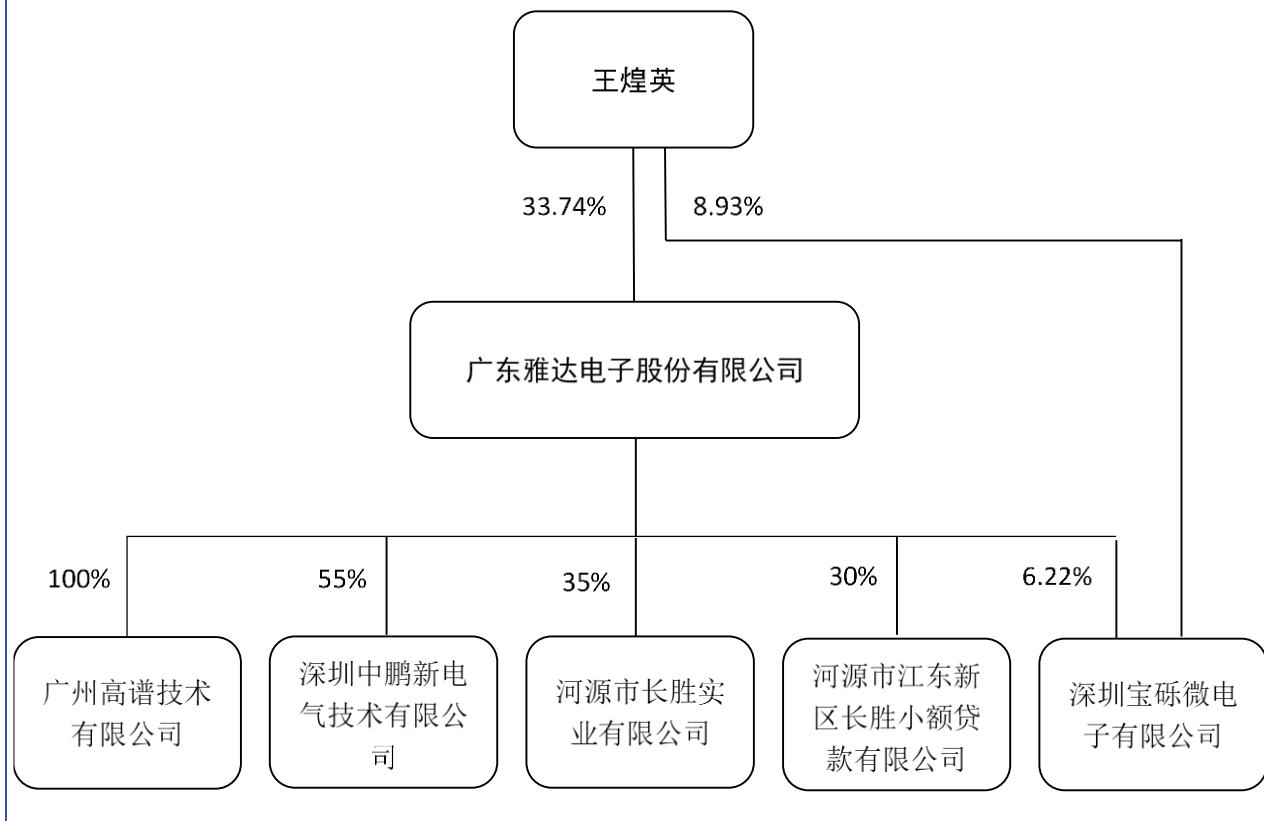 王煌英
33.74%
8.93%
广东雅达电子股份有限公司
100%
55%
35%
30%
6.22%
广州高谱技术
有限公司
深圳中鹏新电
气技术有限公
司
河源市长胜实
业有限公司
河源市江东新
区长胜小额贷
款有限公司
深圳宝砾微电
子有限公司